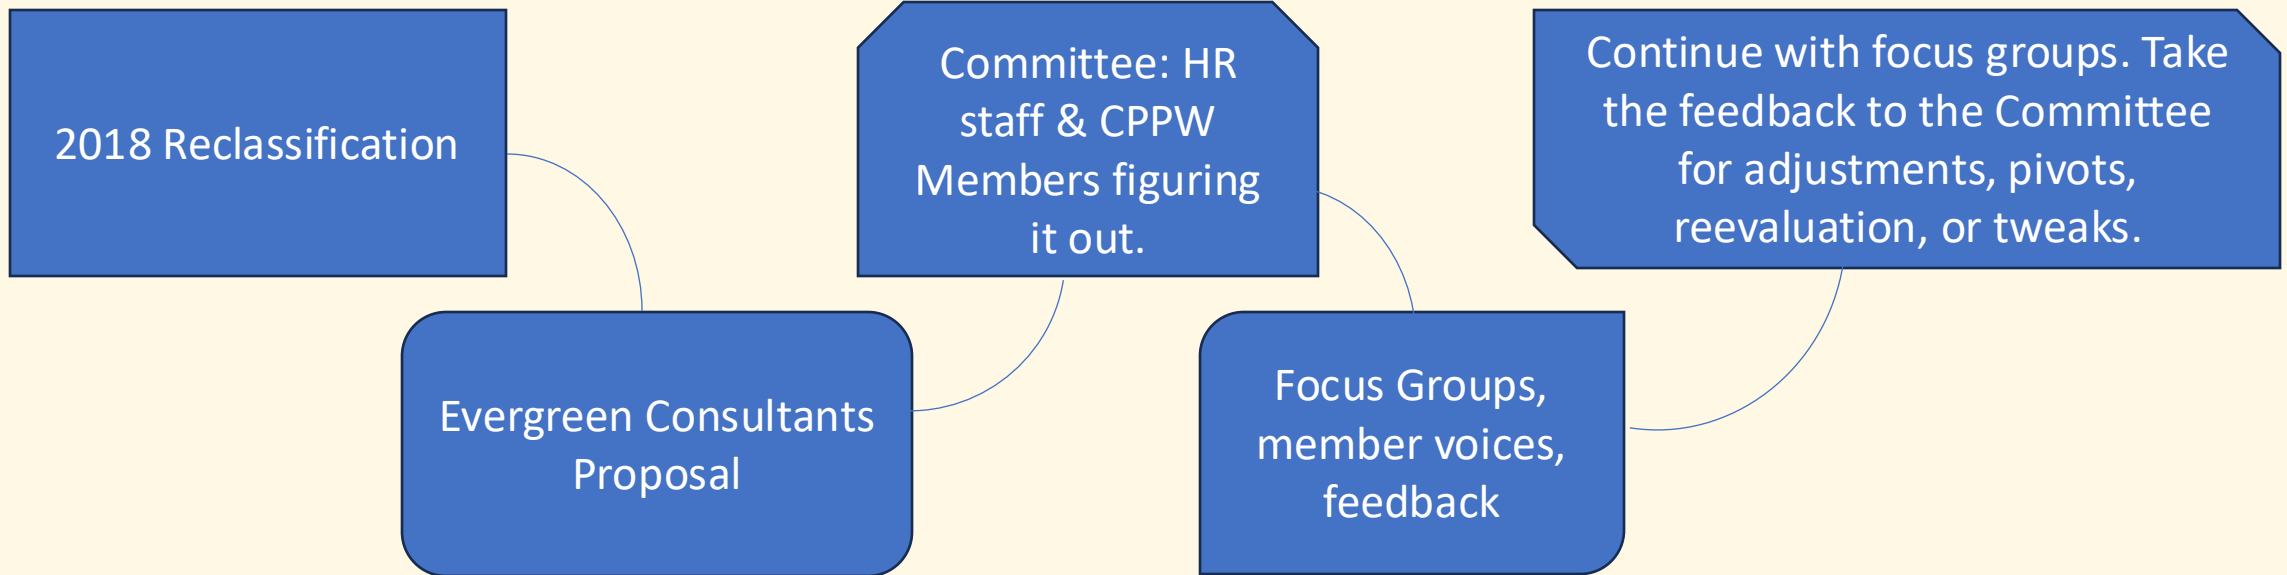 2018 Reclassification
Evergreen Consultants
Proposal
Committee: HR
staff & CPPW
Members figuring
it out.
Focus Groups,
member voices,
feedback
Continue with focus groups. Take
the feedback to the Committee
for adjustments, pivots,
reevaluation, or tweaks.